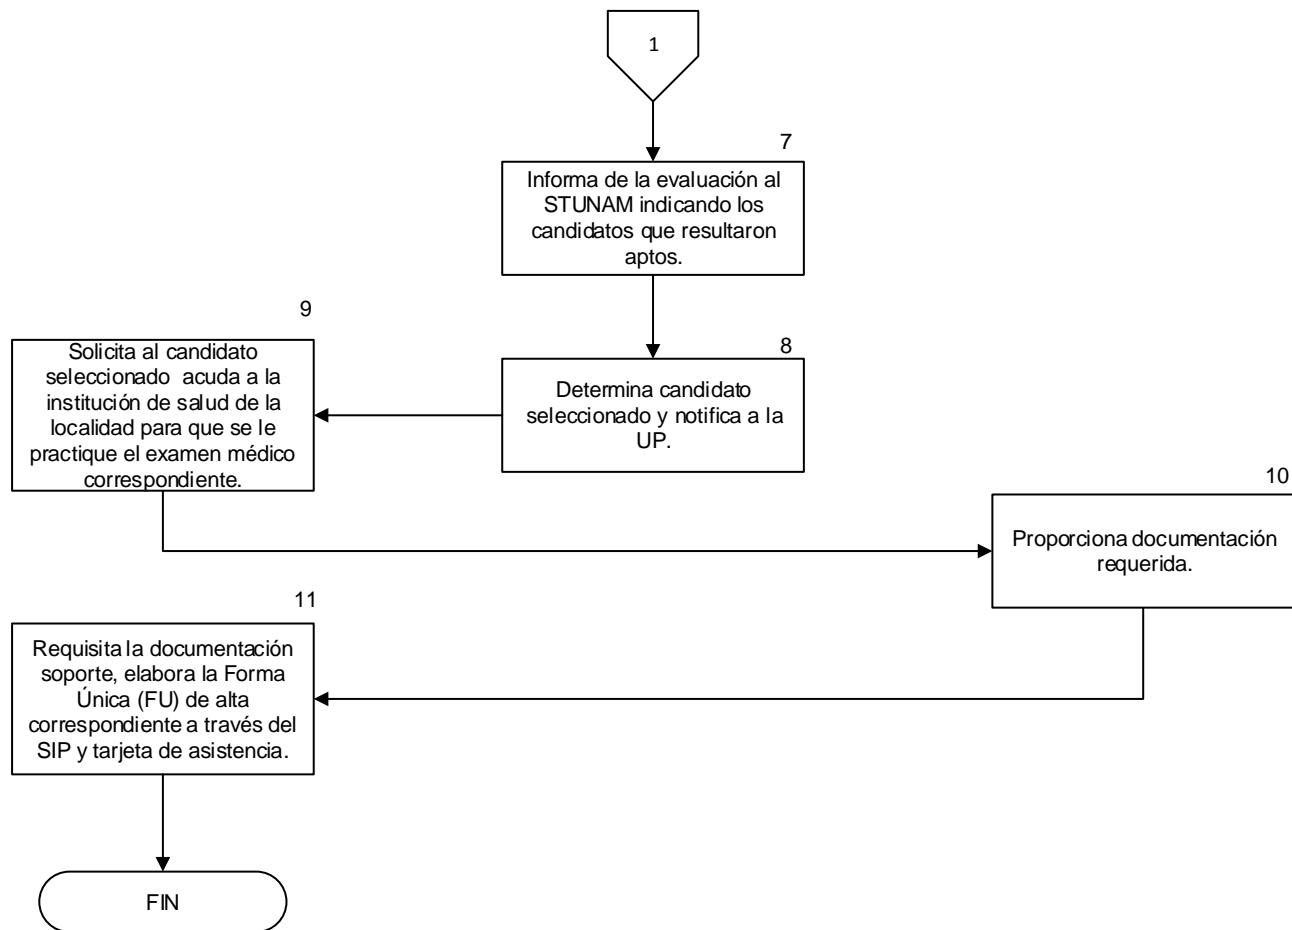 1
7
Informa de la evaluación al
STUNAM indicando los
candidatos que resultaron
aptos.
8
Determina candidato
seleccionado y notifica a la
UP.
9
Solicita al candidato
seleccionado acuda a la
institución de salud de la
localidad para que se le
practique el examen médico
correspondiente.
10
Proporciona documentación
requerida.
11
Requisita la documentación
soporte, elabora la Forma
Única (FU) de alta
correspondiente a través del
SIP y tarjeta de asistencia.
FIN